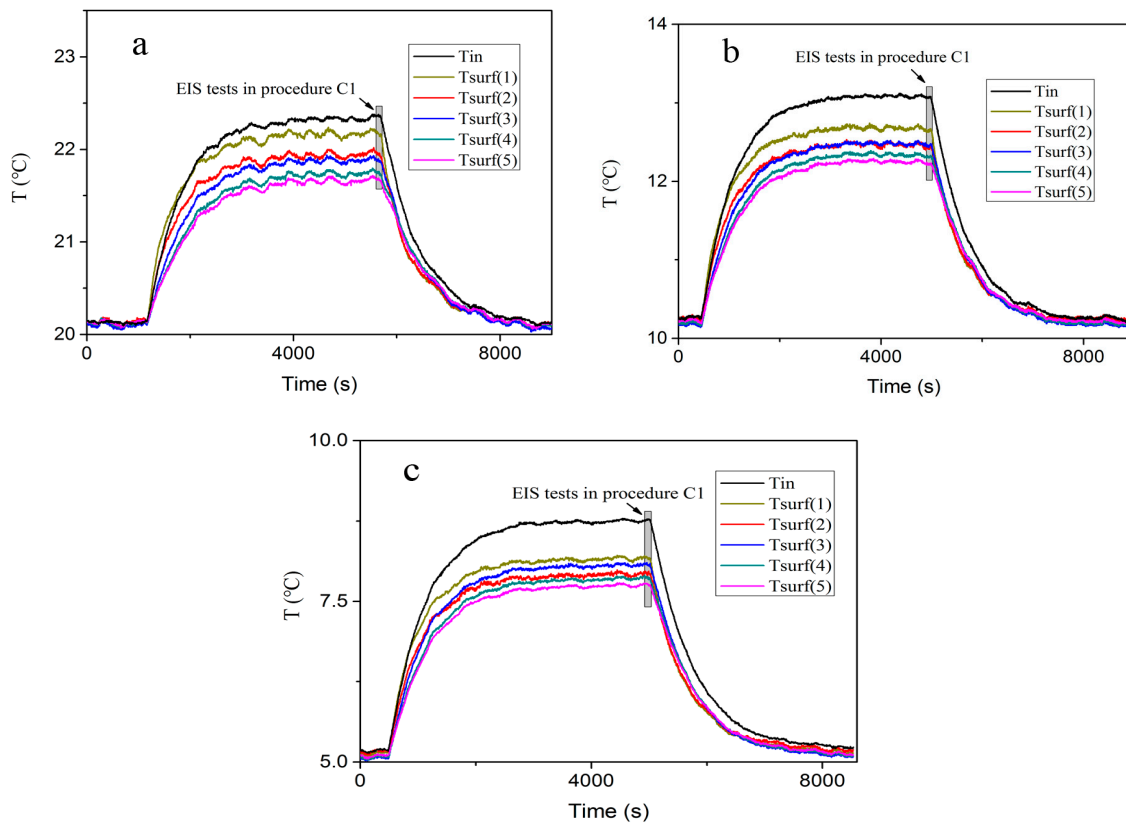 a
EIS tests in procedure C1
Tin
Tsurf(1)
Tsurf(2)
Tsurf(3)
Tsurf(4)
Tsurf(5)
T (℃)
23
22
21
20
0
4000
8000
Time (s)
b
EIS tests in procedure C1
Tin
Tsurf(1)
Tsurf(2)
Tsurf(3)
Tsurf(4)
Tsurf(5)
T (℃)
14
12
10
0
4000
8000
Time (s)
c
EIS tests in procedure C1
Tin
Tsurf(1)
Tsurf(2)
Tsurf(3)
Tsurf(4)
Tsurf(5)
T (℃)
10.0
7.5
5.0
0
4000
8000
Time (s)